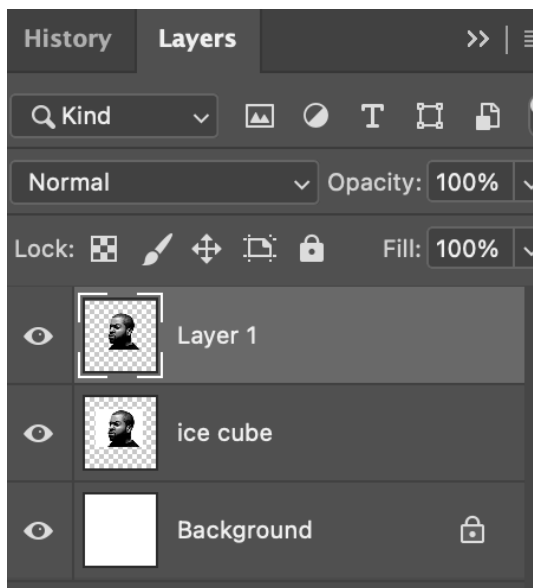 History Layers
Kind
Normal Opacity: 100%
Lock: Fill: 100%
Layer 1
ice cube
Background